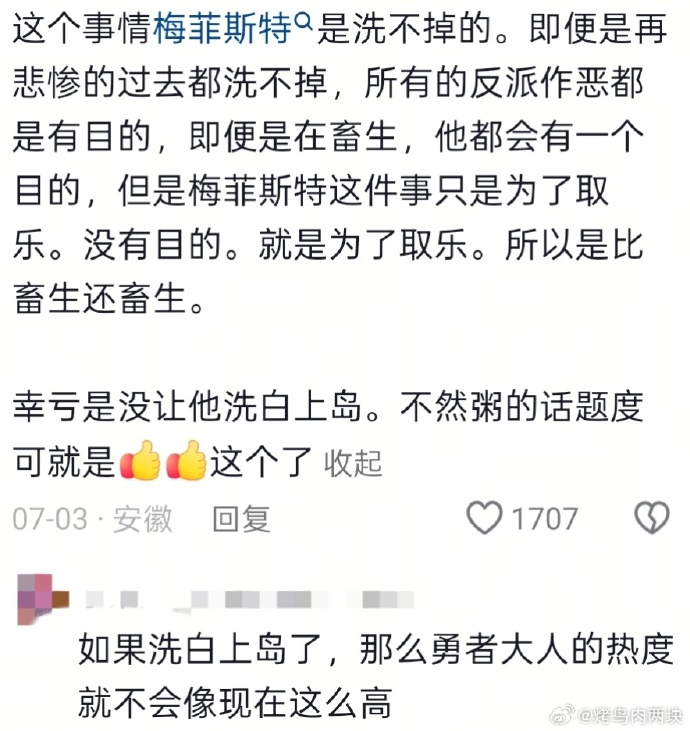 这个事情梅菲斯特是洗不掉的。即便是再
悲惨的过去都洗不掉，所有的反派作恶都
是有目的，即便是在畜生，他都会有一个
目的，但是梅菲斯特这件事只是为了取
乐。没有目的。就是为了取乐。所以是比
畜生还畜生。
幸亏是没让他洗白上岛。不然粥的话题度
可就是👍👍这个了 收起
07-03 · 安徽 回复 1707
如果洗白上岛了，那么勇者大人的热度
就不会像现在这么高
@烤鸟肉两块